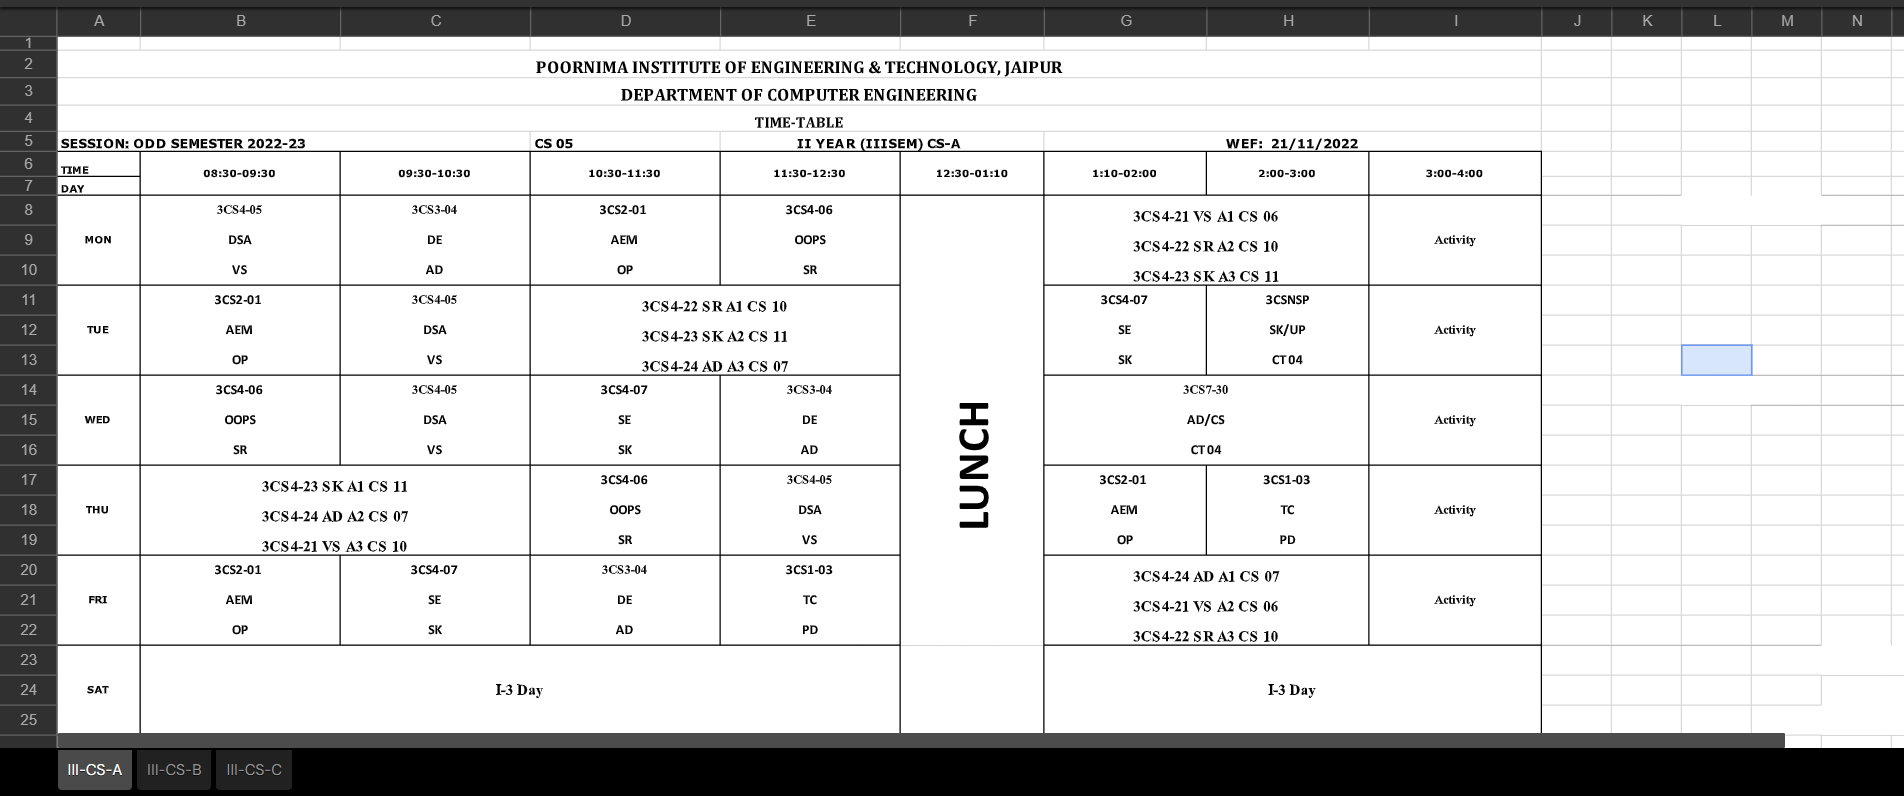 A B C D E F G H I J K L M N
1
2 POORNIMA INSTITUTE OF ENGINEERING & TECHNOLOGY, JAIPUR
3 DEPARTMENT OF COMPUTER ENGINEERING
4 TIME-TABLE
5 SESSION: ODD SEMESTER 2022-23 CS 05 II YEAR (IIISEM) CS-A WEF: 21/11/2022
6 TIME 08:30-09:30 09:30-10:30 10:30-11:30 11:30-12:30 12:30-01:10 1:10-02:00 2:00-3:00 3:00-4:00
7 DAY
8 3CS4-05 3CS3-04 3CS2-01 3CS4-06 3CS4-21 VS A1 CS 06
9 MON DSA DE AEM OOPS 3CS4-22 SR A2 CS 10 Activity
10 VS AD OP SR 3CS4-23 SK A3 CS 11
11 3CS2-01 3CS4-05 3CS4-22 SR A1 CS 10 3CS4-07 3CSNSP
12 TUE AEM DSA 3CS4-23 SK A2 CS 11 SE SK/UP Activity
13 OP VS 3CS4-24 AD A3 CS 07 SK CT 04
14 3CS4-06 3CS4-05 3CS4-07 3CS3-04 3CS7-30
15 WED OOPS DSA SE DE AD/CS Activity
16 SR VS SK AD CT 04
LUNCH
17 3CS4-23 SK A1 CS 11 3CS4-06 3CS4-05 3CS2-01 3CS1-03
18 THU 3CS4-24 AD A2 CS 07 OOPS DSA AEM TC Activity
19 3CS4-21 VS A3 CS 10 SR VS OP PD
20 3CS2-01 3CS4-07 3CS3-04 3CS1-03 3CS4-24 AD A1 CS 07
21 FRI AEM SE DE TC 3CS4-21 VS A2 CS 06 Activity
22 OP SK AD PD 3CS4-22 SR A3 CS 10
23
24 SAT I-3 Day I-3 Day
25
III-CS-A III-CS-B III-CS-C